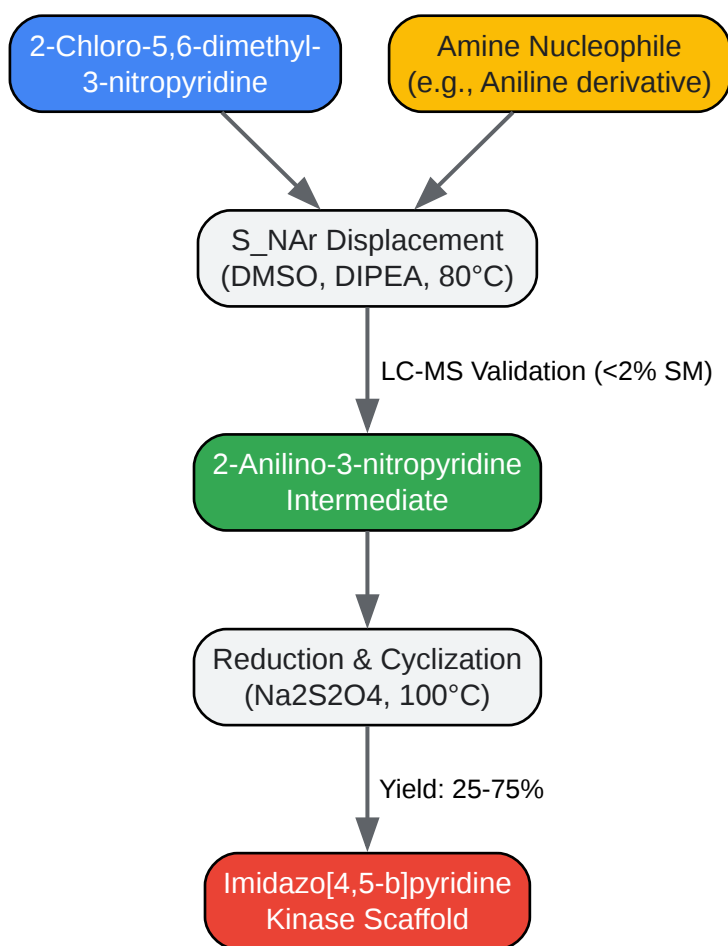 2-Chloro-5,6-dimethyl-
3-nitropyridine
Amine Nucleophile
(e.g., Aniline derivative)
S_NAr Displacement
(DMSO, DIPEA, 80°C)
LC-MS Validation (<2% SM)
2-Anilino-3-nitropyridine
Intermediate
Reduction & Cyclization
(Na2S2O4, 100°C)
Yield: 25-75%
Imidazo[4,5-b]pyridine
Kinase Scaffold